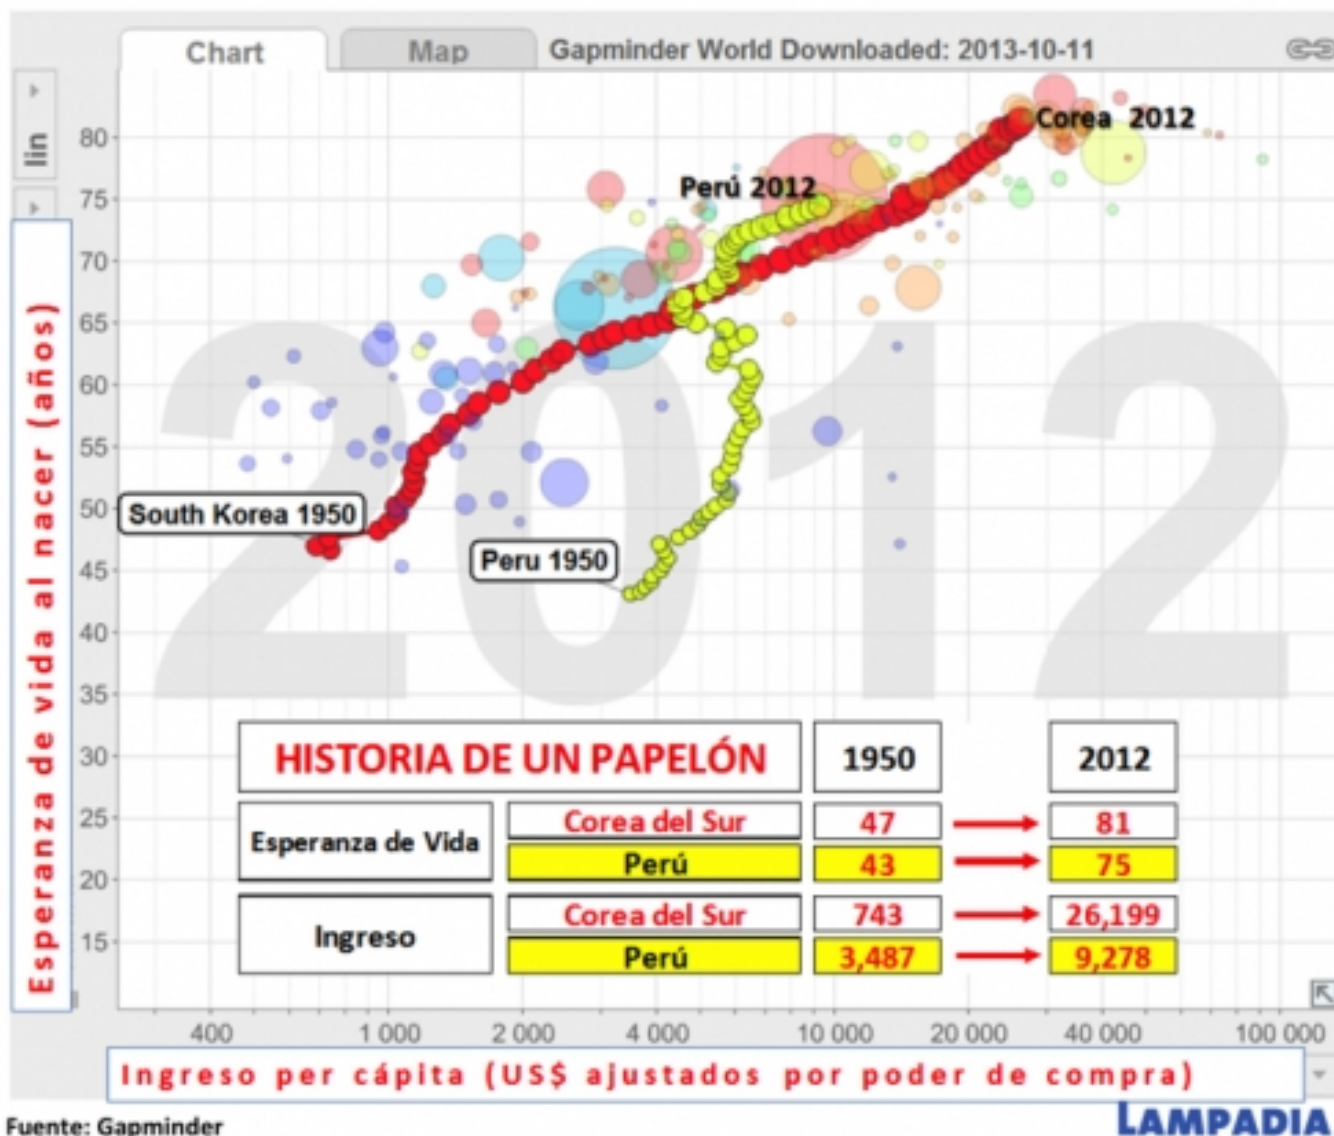 Chart
Map
Gapminder World Downloaded: 2013-10-11
lin
Esperanza de vida al nacer (años)
80
75
70
65
60
55
50
45
40
35
30
25
20
15
2012
Corea 2012
Perú 2012
South Korea 1950
Peru 1950
HISTORIA DE UN PAPELÓN 1950 2012
Esperanza de Vida
Corea del Sur 47 81
Perú 43 75
Ingreso
Corea del Sur 743 26,199
Perú 3,487 9,278
400 1 000 2 000 4 000 10 000 20 000 40 000 100 000
Ingreso per cápita (US$ ajustados por poder de compra)
Fuente: Gapminder
LAMPADIA